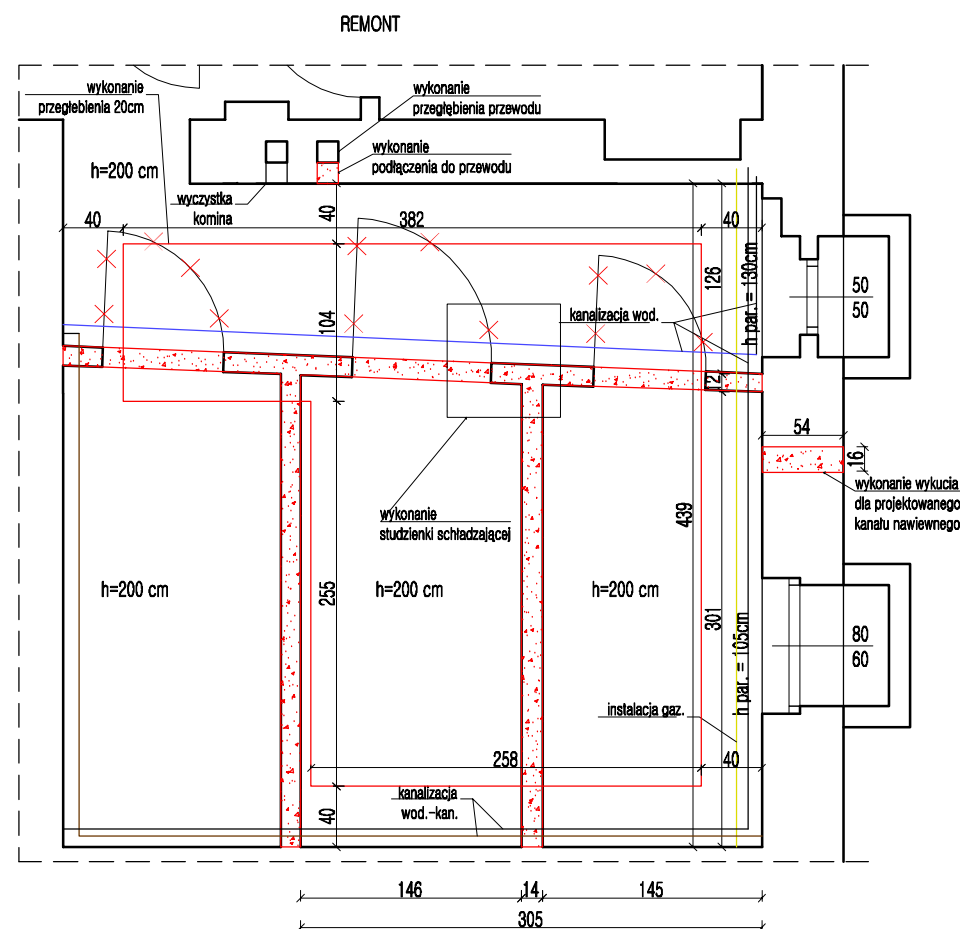 REMONT
wykonanie
przegłębienia 20cm
wykonanie
przegłębienia przewodu
wykonanie
podłączenia do przewodu
h=200 cm
wyczystka
komina
40
40
382
40
126
h par. = 130cm
50
50
104
kanalizacja wod.
12
54
16
wykonanie wykucia
dla projektowanego
kanału nawiewnego
439
wykonanie
studzienki schładzającej
h=200 cm
255
h=200 cm
h=200 cm
301
h par. = 105cm
80
60
instalacja gaz.
258
40
40
kanalizacja
wod.-kan.
146
14
145
305